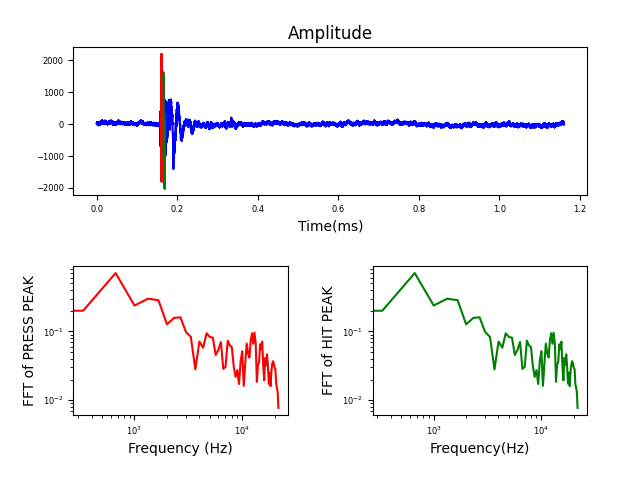 Amplitude
2000
1000
0
−1000
−2000
0.0 0.2 0.4 0.6 0.8 1.0 1.2
Time(ms)
FFT of PRESS PEAK
10⁻¹
10⁻²
10³ 10⁴
Frequency (Hz)
FFT of HIT PEAK
10⁻¹
10⁻²
10³ 10⁴
Frequency(Hz)